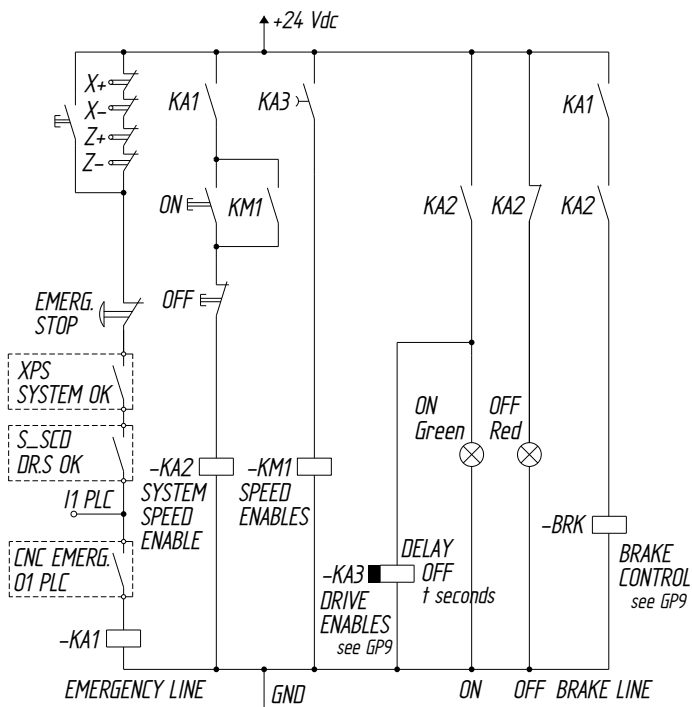 +24 Vdc
X+
X-
Z+
Z-
KA1
KA3
KA1
ON
KM1
KA2
KA2
KA2
EMERG.
STOP
OFF
XPS
SYSTEM OK
S_SCD
DR.S OK
I1 PLC
CNC EMERG.
O1 PLC
-KA1
-KA2
SYSTEM
SPEED
ENABLE
-KM1
SPEED
ENABLES
ON
Green
OFF
Red
-KA3
DRIVE
ENABLES
see GP9
DELAY
OFF
t seconds
-BRK
BRAKE
CONTROL
see GP9
EMERGENCY LINE
GND
ON
OFF
BRAKE LINE